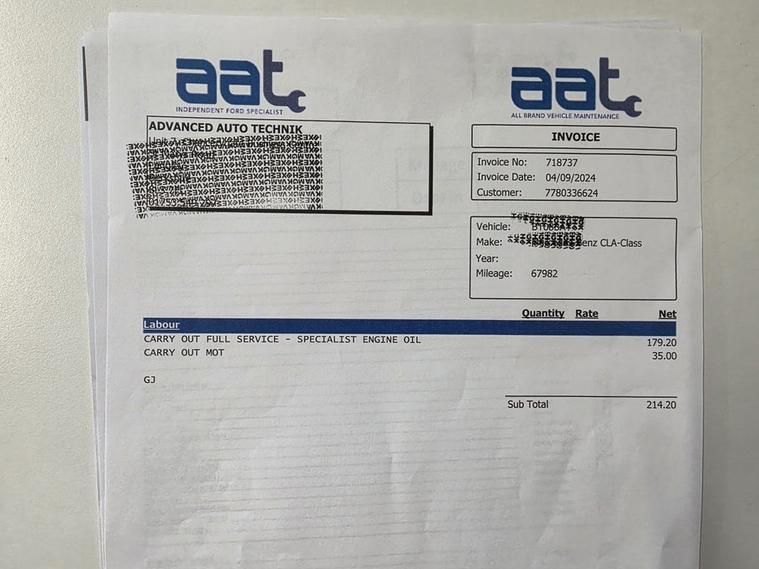 aat
INDEPENDENT FORD SPECIALIST
aat
ALL BRAND VEHICLE MAINTENANCE
ADVANCED AUTO TECHNIK
INVOICE
Invoice No: 718737
Invoice Date: 04/09/2024
Customer: 7780336624
Vehicle:
Make: enz CLA-Class
Year:
Mileage: 67982
Quantity Rate Net
Labour
CARRY OUT FULL SERVICE - SPECIALIST ENGINE OIL 179.20
CARRY OUT MOT 35.00
GJ
Sub Total 214.20